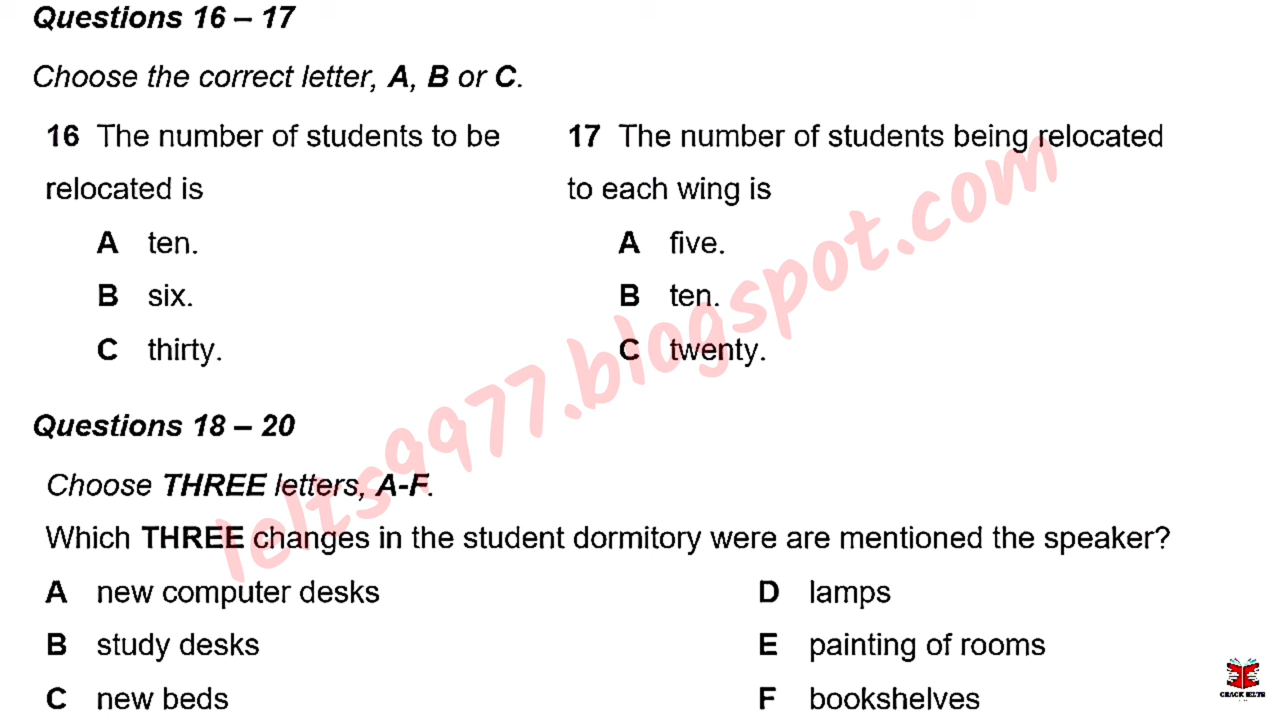 Questions 16 – 17
Choose the correct letter, A, B or C.
16 The number of students to be
relocated is
A ten.
B six.
C thirty.
17 The number of students being relocated
to each wing is
A five.
B ten.
C twenty.
Questions 18 – 20
Choose THREE letters, A-F.
Which THREE changes in the student dormitory were are mentioned the speaker?
A new computer desks
B study desks
C new beds
D lamps
E painting of rooms
F bookshelves
Ielts9977.blogspot.com
CRACK IELTS